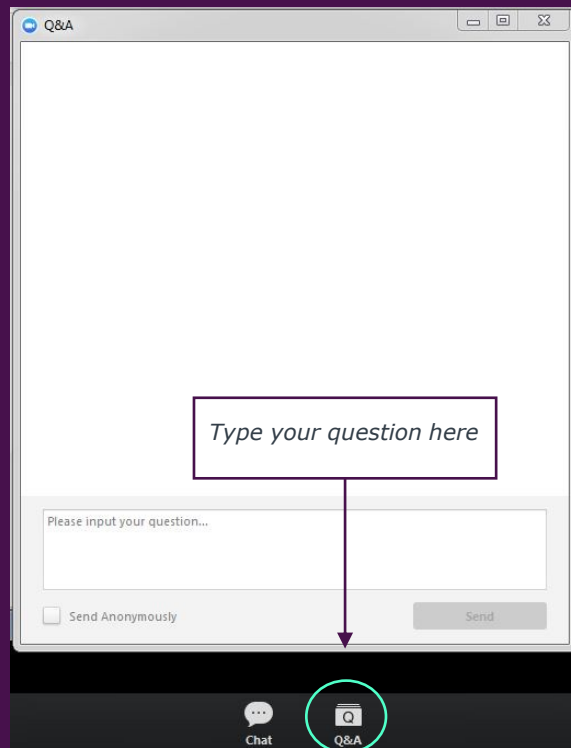 Q&A
Type your question here
Please input your question...
Send Anonymously
Send
Q
Chat
Q&A